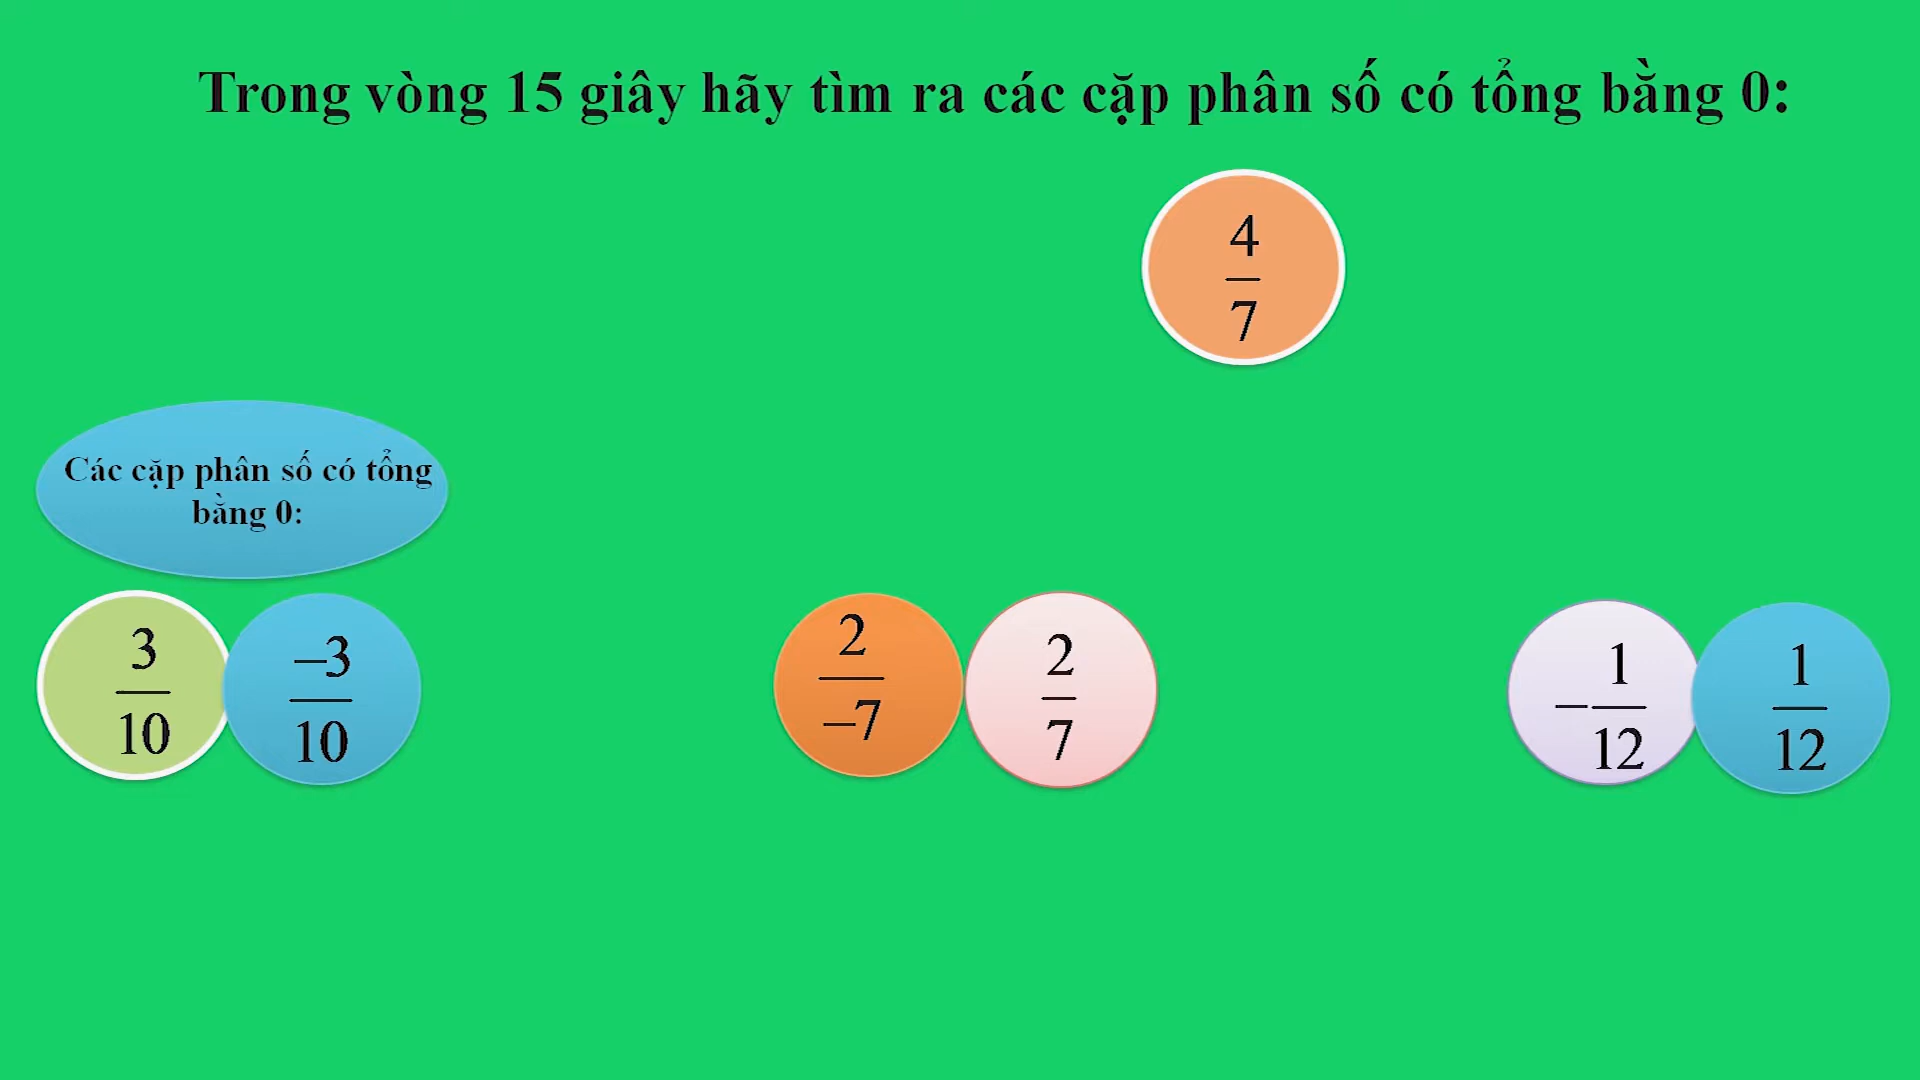 Trong vòng 15 giây hãy tìm ra các cặp phân số có tổng bằng 0:
4/7
Các cặp phân số có tổng
bằng 0:
3/10 –3/10 2/–7 2/7 –1/12 1/12